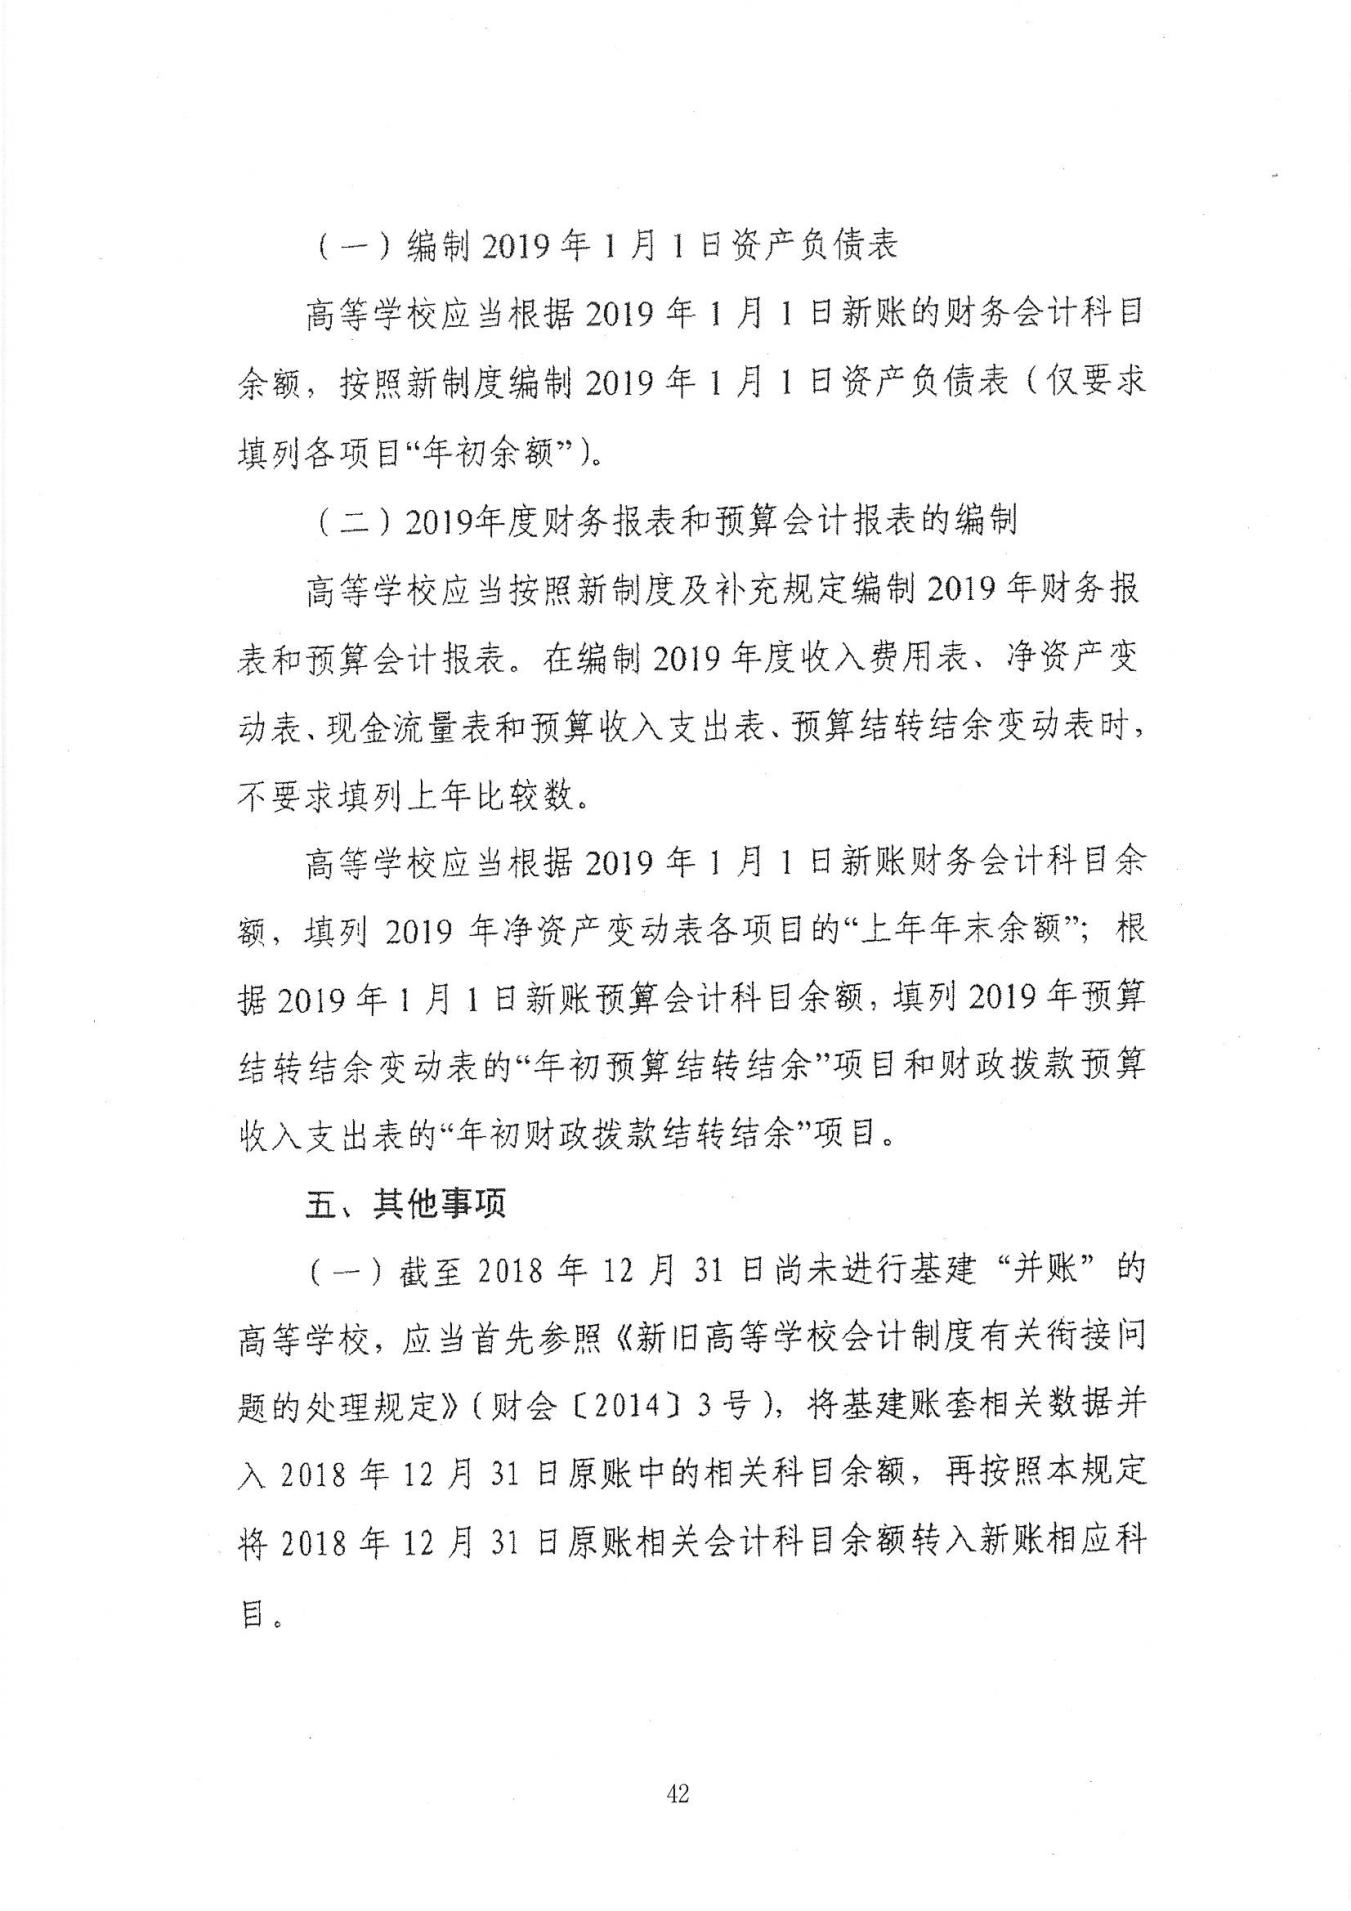 （一）编制 2019 年 1 月 1 日资产负债表
高等学校应当根据 2019 年 1 月 1 日新账的财务会计科目
余额，按照新制度编制 2019 年 1 月 1 日资产负债表（仅要求
填列各项目“年初余额”）。
（二）2019年度财务报表和预算会计报表的编制
高等学校应当按照新制度及补充规定编制 2019 年财务报
表和预算会计报表。在编制 2019 年度收入费用表、净资产变
动表、现金流量表和预算收入支出表、预算结转结余变动表时，
不要求填列上年比较数。
高等学校应当根据 2019 年 1 月 1 日新账财务会计科目余
额，填列 2019 年净资产变动表各项目的“上年年末余额”；根
据 2019 年 1 月 1 日新账预算会计科目余额，填列 2019 年预算
结转结余变动表的“年初预算结转结余”项目和财政拨款预算
收入支出表的“年初财政拨款结转结余”项目。
五、其他事项
（一）截至 2018 年 12 月 31 日尚未进行基建“并账”的
高等学校，应当首先参照《新旧高等学校会计制度有关衔接问
题的处理规定》（财会〔2014〕3 号），将基建账套相关数据并
入 2018 年 12 月 31 日原账中的相关科目余额，再按照本规定
将 2018 年 12 月 31 日原账相关会计科目余额转入新账相应科
目。
42